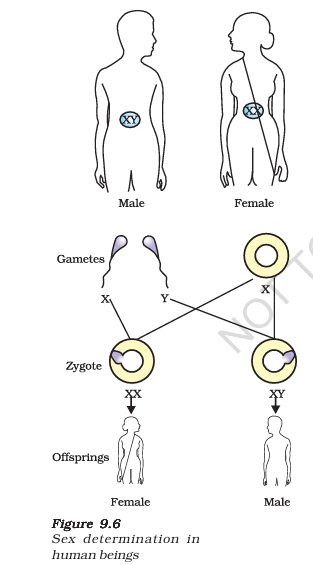 XY
XX
Male
Female
Gametes
X
Y
X
Zygote
XX
XY
Offsprings
Female
Male
Figure 9.6
Sex determination in
human beings
NOT TO